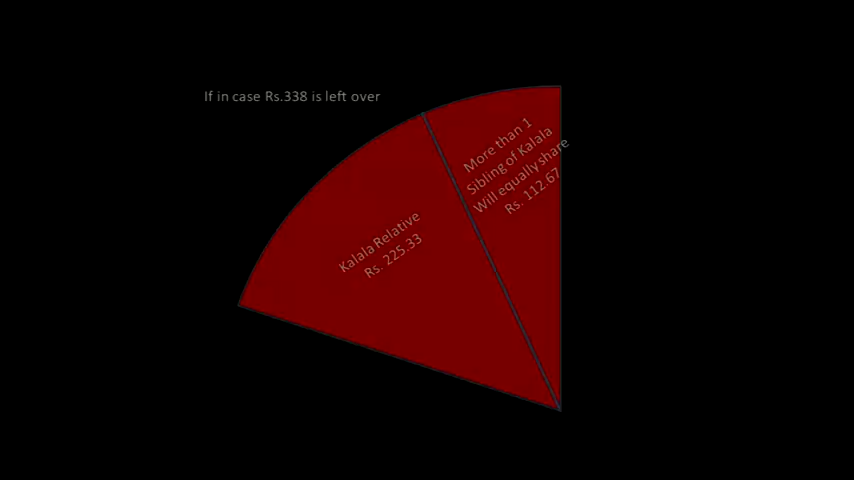 If in case Rs.338 is left over
More than 1
Sibling of Kalala
Will equally share
Rs. 112.67
Kalala Relative
Rs. 225.33